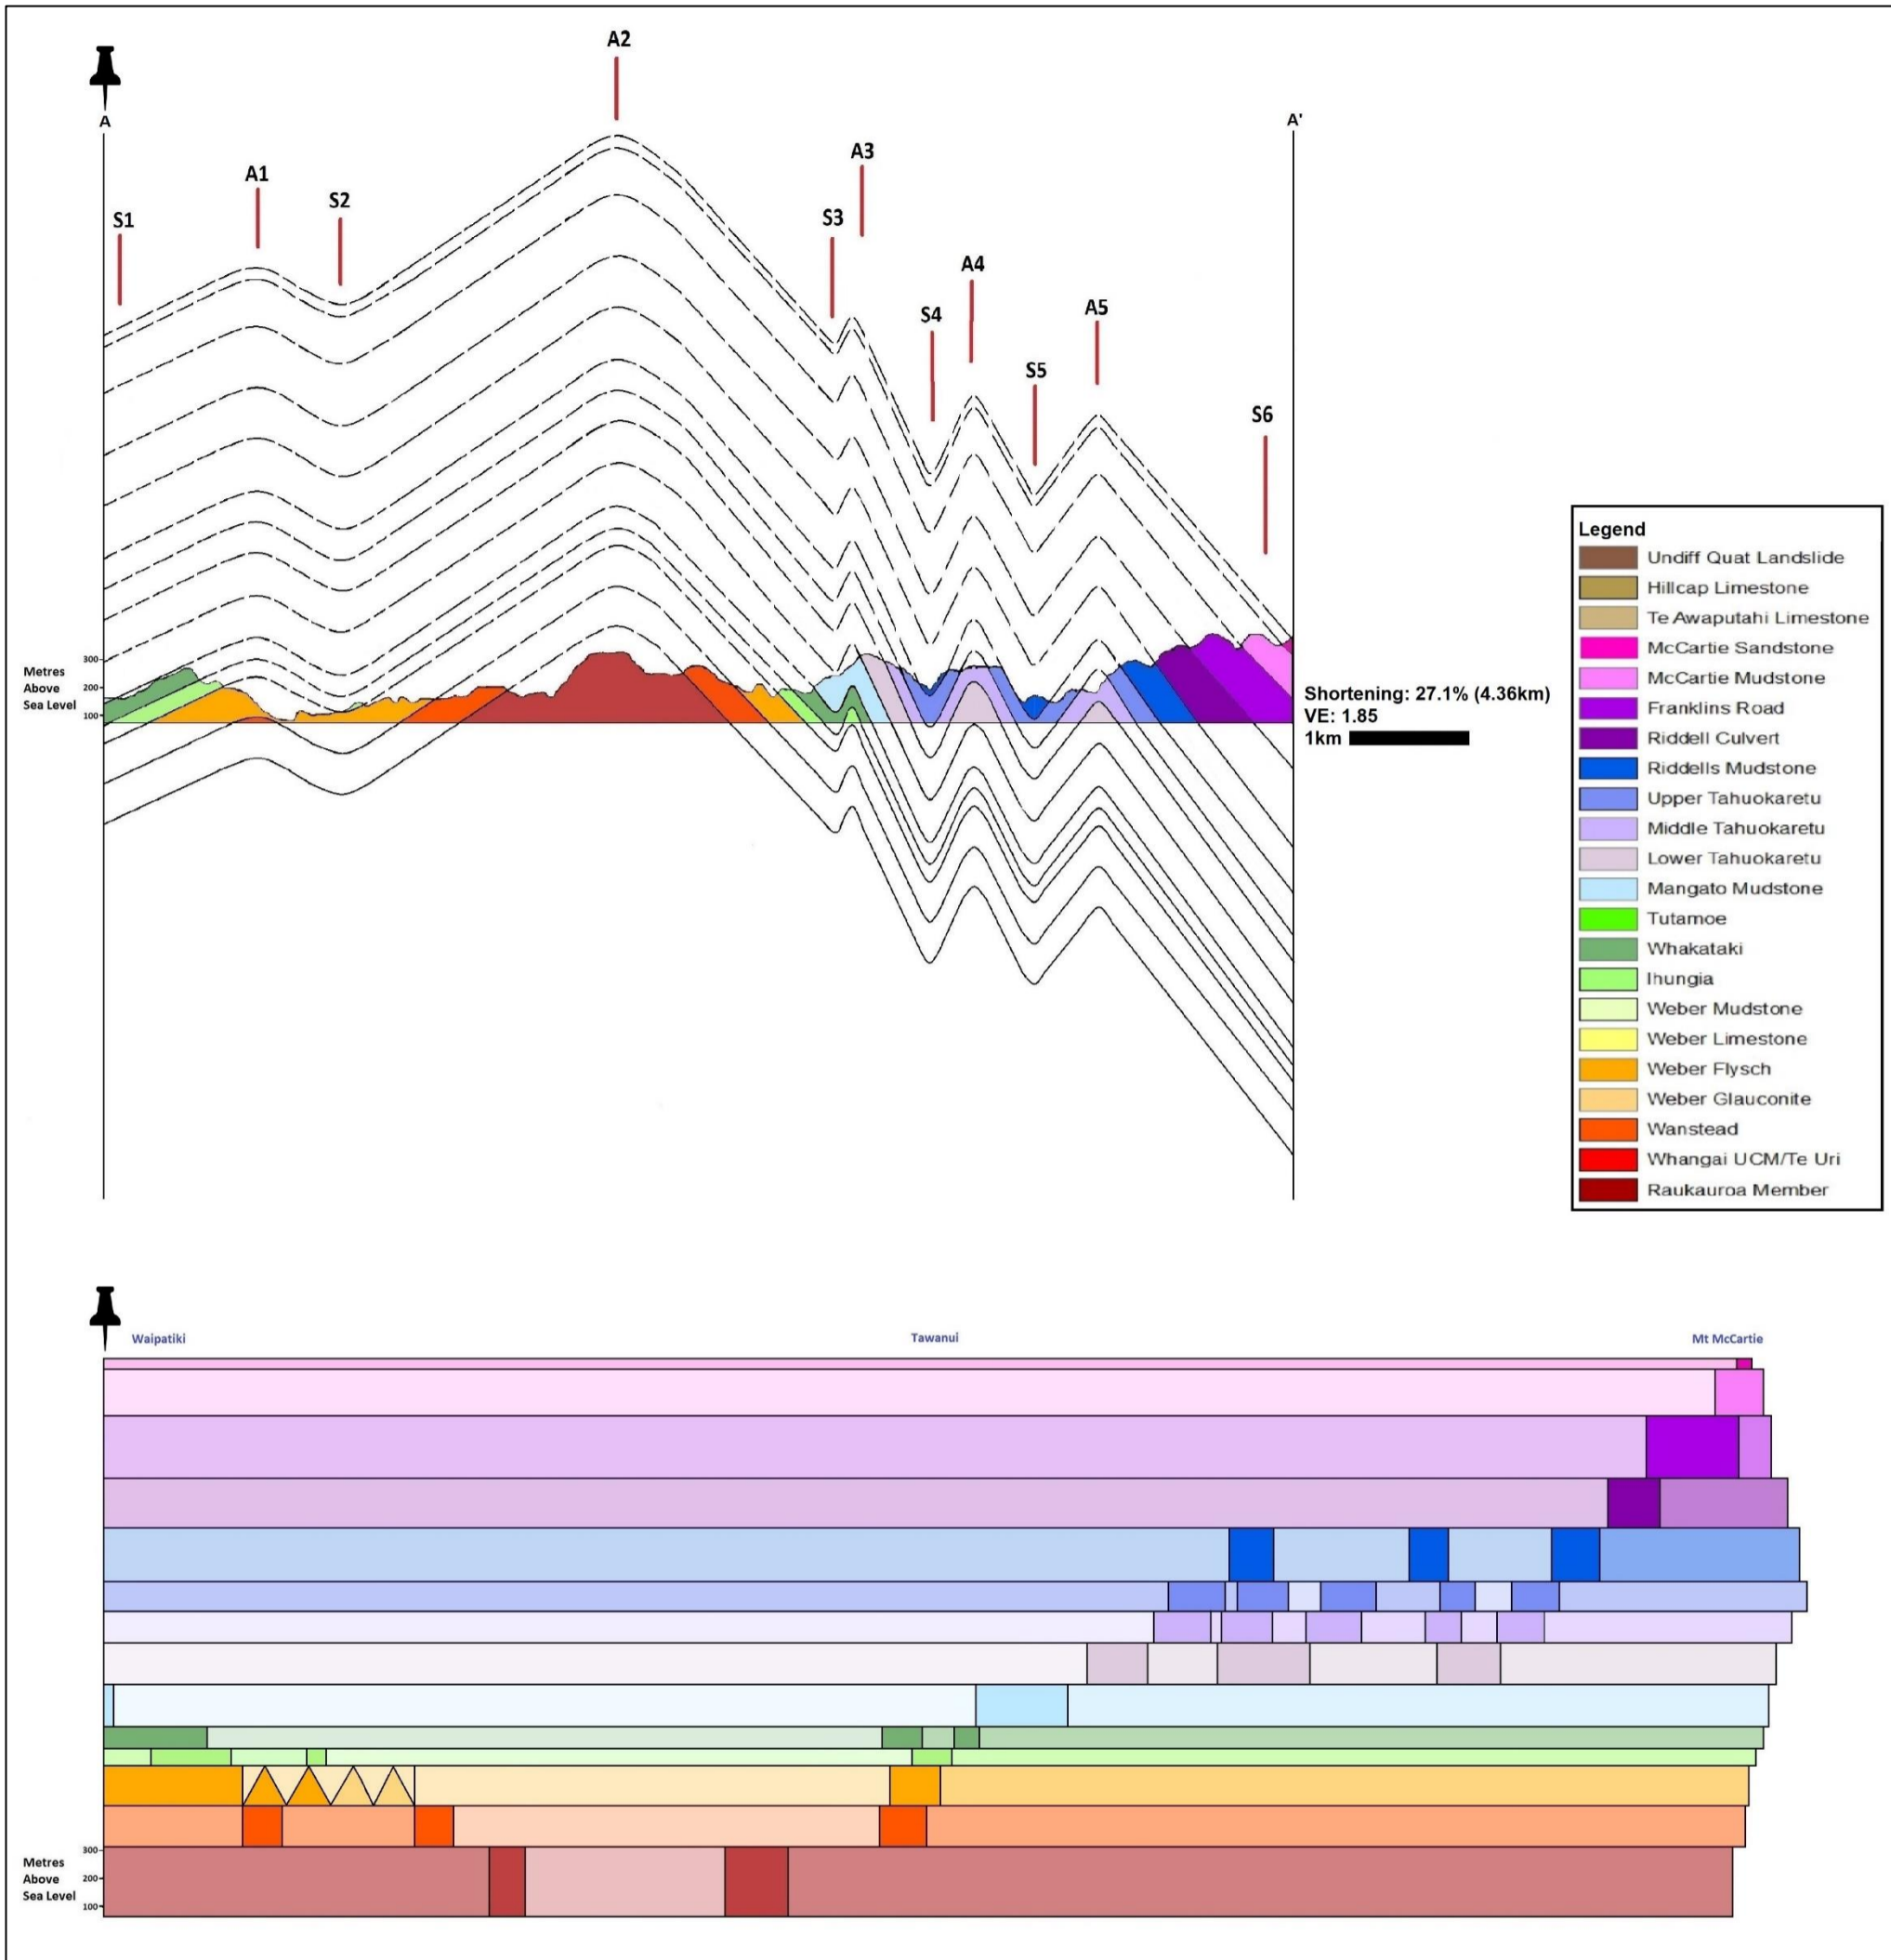 A2
A
A'
A3
A1
S2
S3
S1
A4
A5
S4
S5
S6
Metres
Above
Sea Level
300
200
100
Shortening: 27.1% (4.36km)
VE: 1.85
1km
Legend
Undiff Quat Landslide
Hillcap Limestone
Te Awaputahi Limestone
McCartie Sandstone
McCartie Mudstone
Franklins Road
Riddell Culvert
Riddells Mudstone
Upper Tahuokaretu
Middle Tahuokaretu
Lower Tahuokaretu
Mangato Mudstone
Tutamoe
Whakataki
Ihungia
Weber Mudstone
Weber Limestone
Weber Flysch
Weber Glauconite
Wanstead
Whangai UCM/Te Uri
Raukauroa Member
Waipatiki
Tawanui
Mt McCartie
Metres
Above
Sea Level
300
200
100